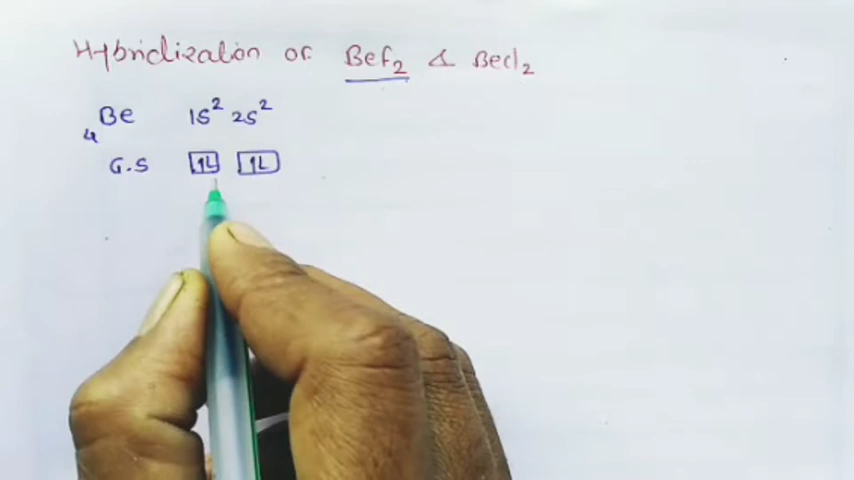 Hybridization of BeF₂ & BeCl₂
₄Be 1s² 2s²
G.S 1L 1L